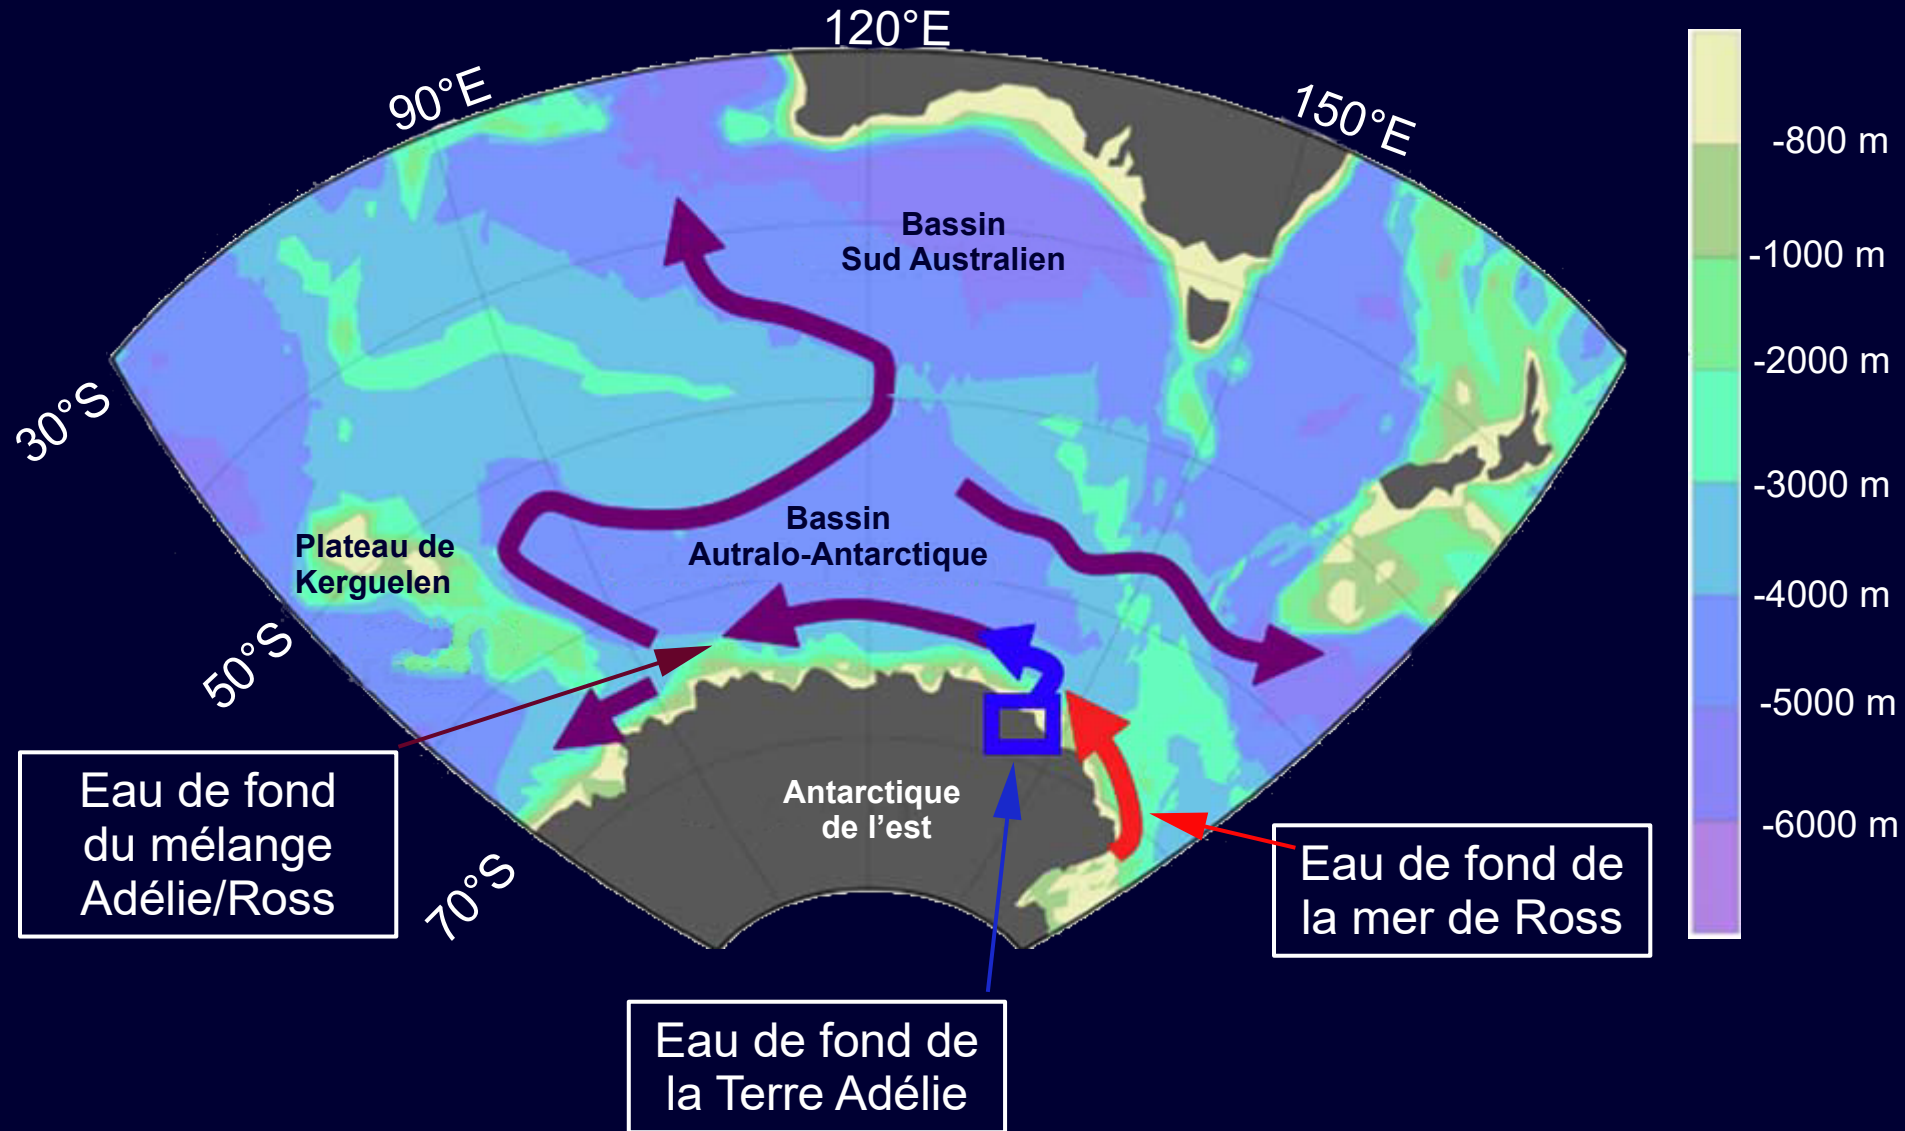 120°E
90°E
150°E
30°S
50°S
70°S
Bassin
Sud Australien
Plateau de
Kerguelen
Bassin
Autralo-Antarctique
Antarctique
de l'est
-800 m
-1000 m
-2000 m
-3000 m
-4000 m
-5000 m
-6000 m
Eau de fond
du mélange
Adélie/Ross
Eau de fond de
la mer de Ross
Eau de fond de
la Terre Adélie